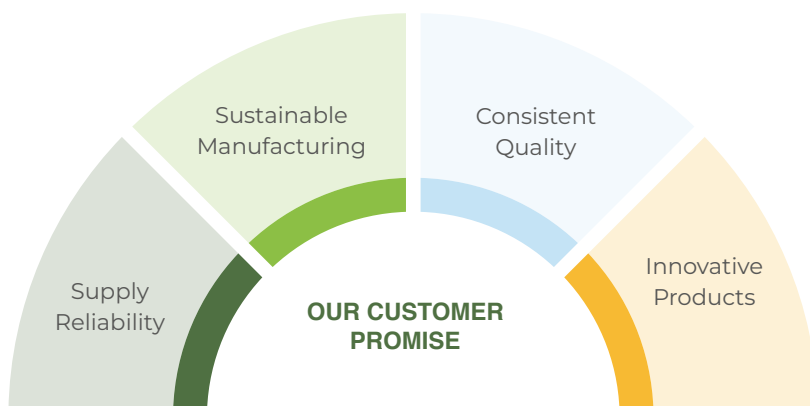 Sustainable
Manufacturing
Consistent
Quality
Supply
Reliability
Innovative
Products
OUR CUSTOMER
PROMISE